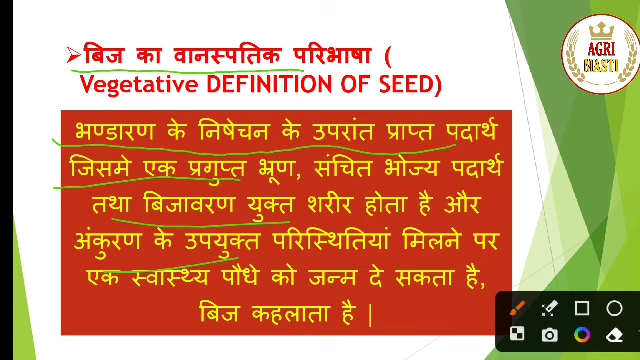 ➢बिज का वानस्पतिक परिभाषा (
Vegetative DEFINITION OF SEED)
भण्डारण के निषेचन के उपरांत प्राप्त पदार्थ
जिसमे एक प्रगुप्त भ्रूण, संचित भोज्य पदार्थ
तथा बिजावरण युक्त शरीर होता है और
अंकुरण के उपयुक्त परिस्थितियां मिलने पर
एक स्वास्थ्य पौधे को जन्म दे सकता है,
बिज कहलाता है |
AGRI
MASTI